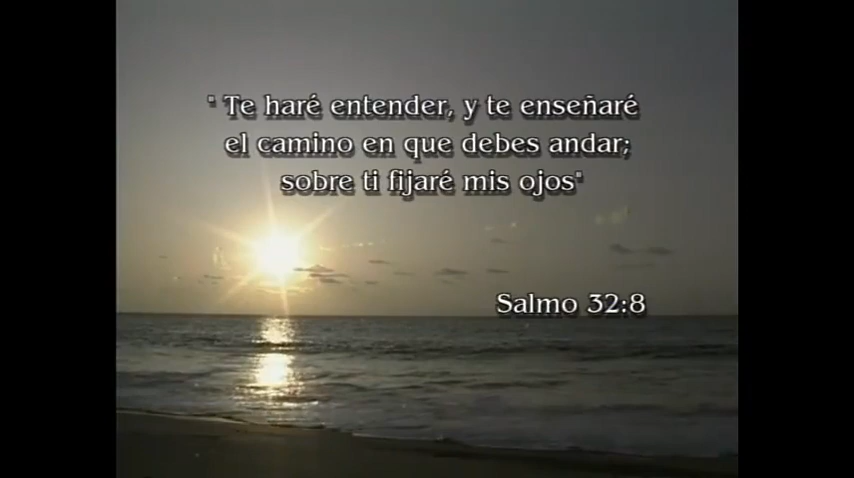 " Te haré entender, y te enseñaré
el camino en que debes andar;
sobre ti fijaré mis ojos"
Salmo 32:8